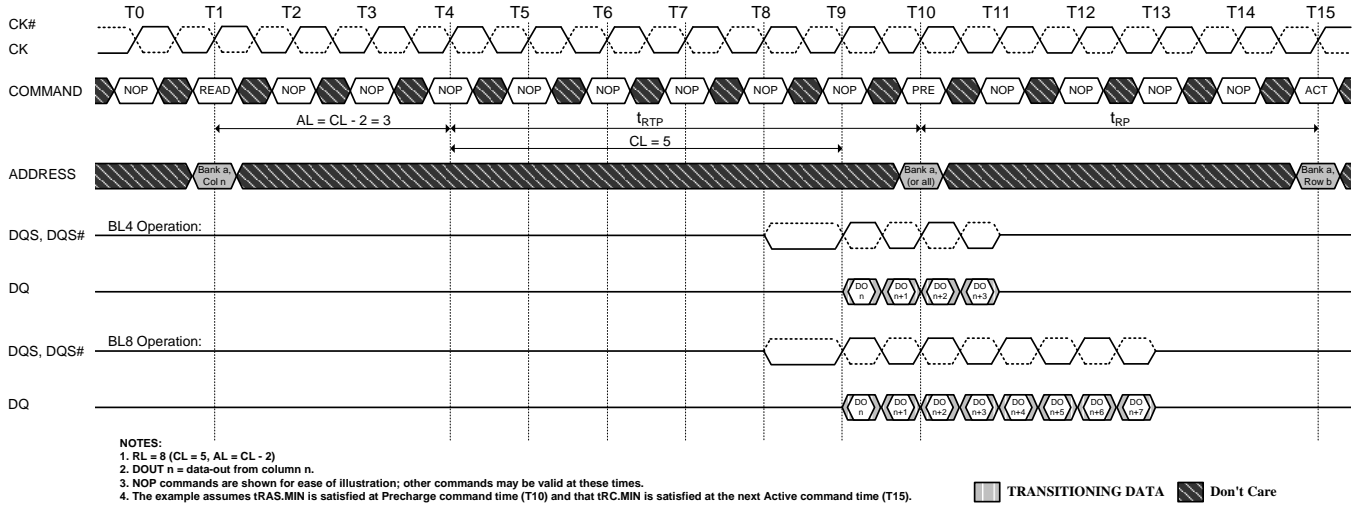 T0 T1 T2 T3 T4 T5 T6 T7 T8 T9 T10 T11 T12 T13 T14 T15
CK#
CK
COMMAND NOP READ NOP NOP NOP NOP NOP NOP NOP NOP PRE NOP NOP NOP NOP ACT
AL = CL - 2 = 3 tRTP tRP
CL = 5
ADDRESS Bank a, Col n Bank a, (or all) Bank a, Row b
BL4 Operation:
DQS, DQS#
DQ DO n DO n+1 DO n+2 DO n+3
BL8 Operation:
DQS, DQS#
DQ DO n DO n+1 DO n+2 DO n+3 DO n+4 DO n+5 DO n+6 DO n+7
NOTES:
1. RL = 8 (CL = 5, AL = CL - 2)
2. DOUT n = data-out from column n.
3. NOP commands are shown for ease of illustration; other commands may be valid at these times.
4. The example assumes tRAS.MIN is satisfied at Precharge command time (T10) and that tRC.MIN is satisfied at the next Active command time (T15).
TRANSITIONING DATA Don't Care